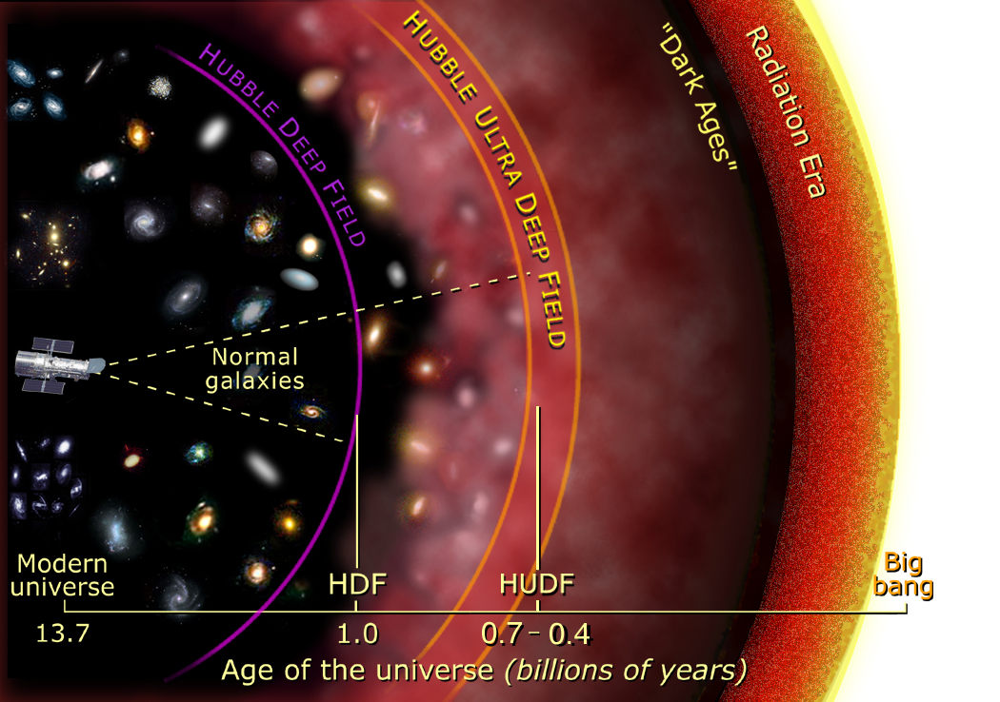 HUBBLE DEEP FIELD
HUBBLE ULTRA DEEP FIELD
"Dark Ages"
Radiation Era
Normal
galaxies
Modern
universe
HDF
HUDF
Big
bang
13.7
1.0
0.7 - 0.4
Age of the universe (billions of years)